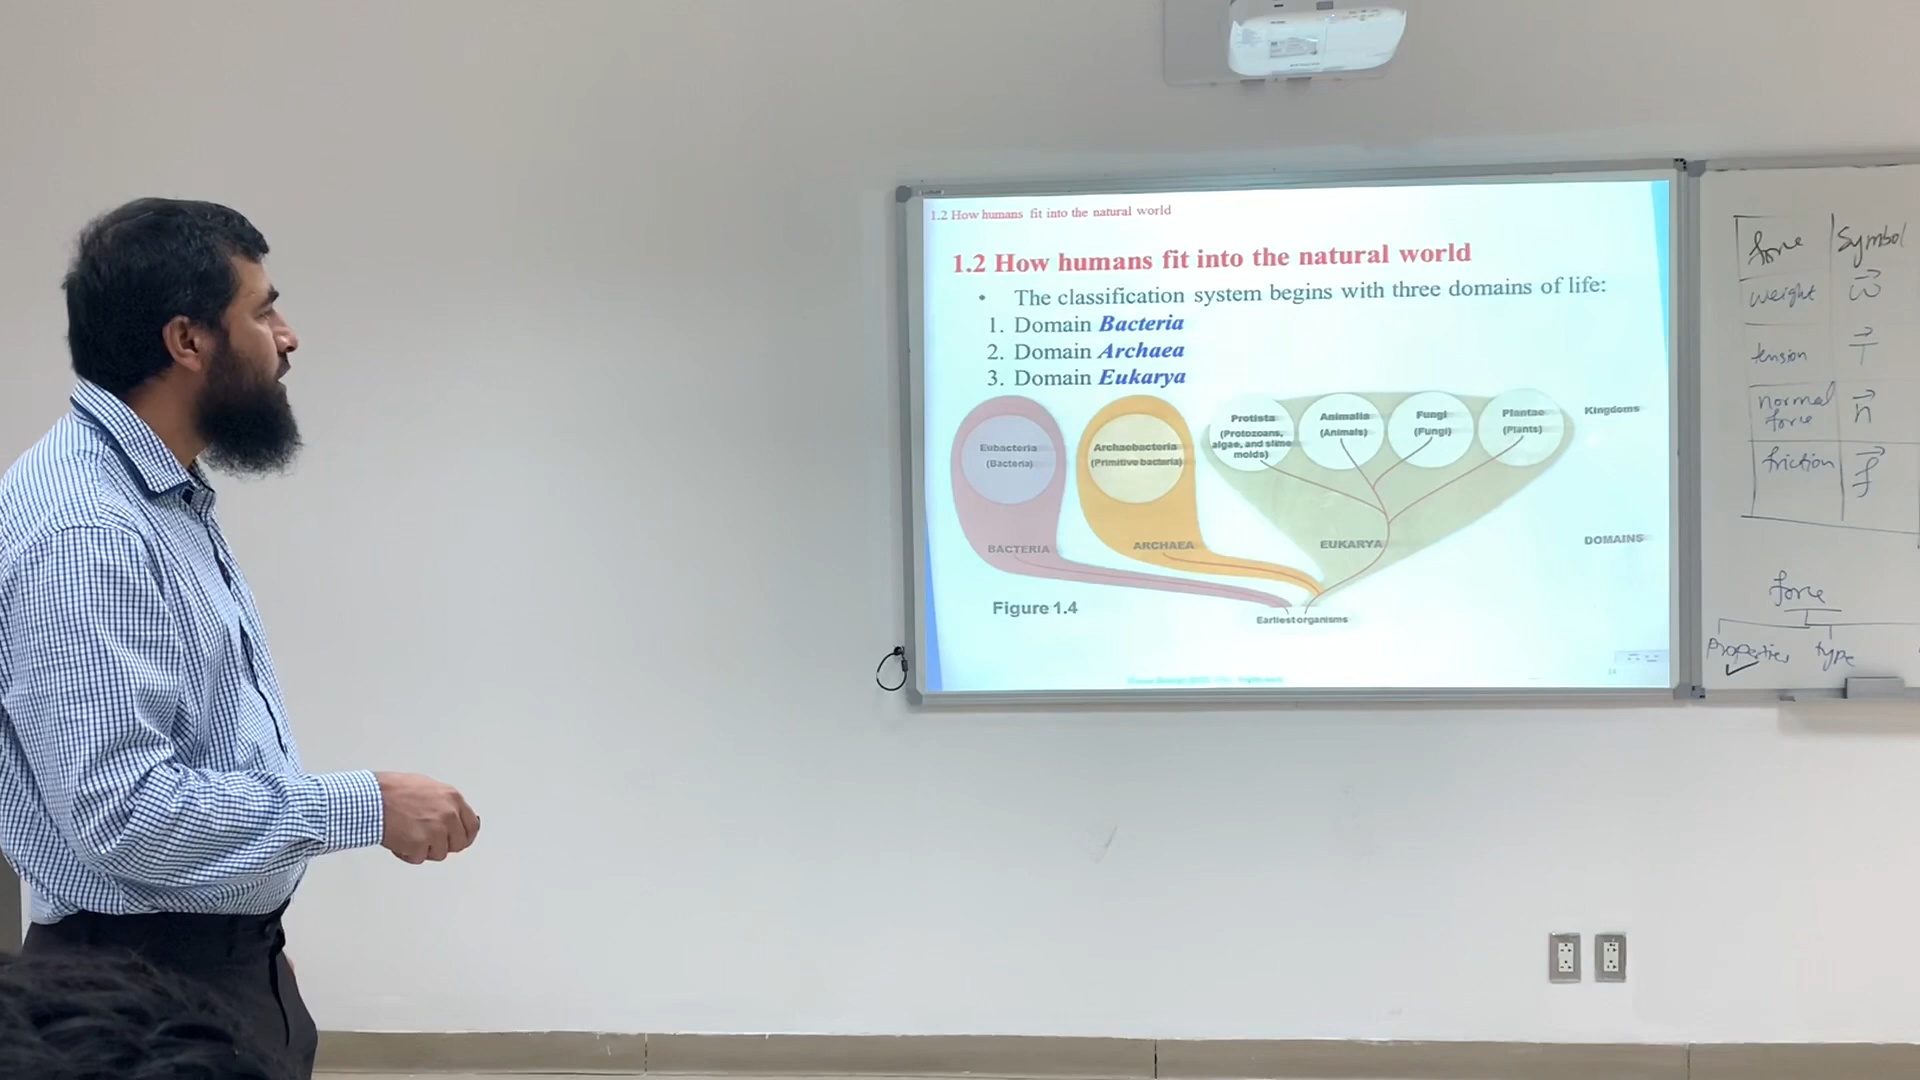 1.2 How humans fit into the natural world
1.2 How humans fit into the natural world
• The classification system begins with three domains of life:
1. Domain Bacteria
2. Domain Archaea
3. Domain Eukarya
Eubacteria
(Bacteria)
Archaebacteria
(Primitive bacteria)
Protista
(Protozoans,
algae, and slime
molds)
Animalia
(Animals)
Fungi
(Fungi)
Plantae
(Plants)
Kingdoms
BACTERIA
ARCHAEA
EUKARYA
DOMAINS
Figure 1.4
Earliest organisms
14
force Symbol
weight w
tension T
normal force n
friction f
force
Properties type